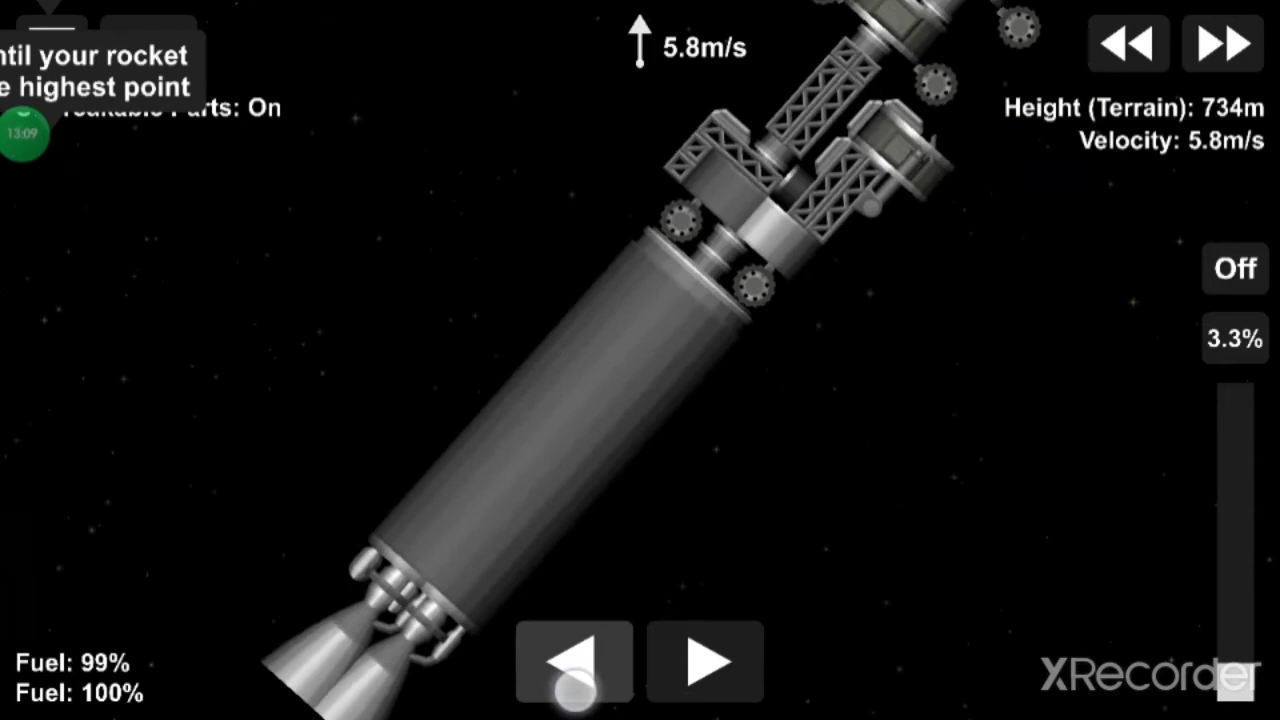 ntil your rocket
e highest point
arts: On
13:09
5.8m/s
Height (Terrain): 734m
Velocity: 5.8m/s
Off
3.3%
Fuel: 99%
Fuel: 100%
XRecorder